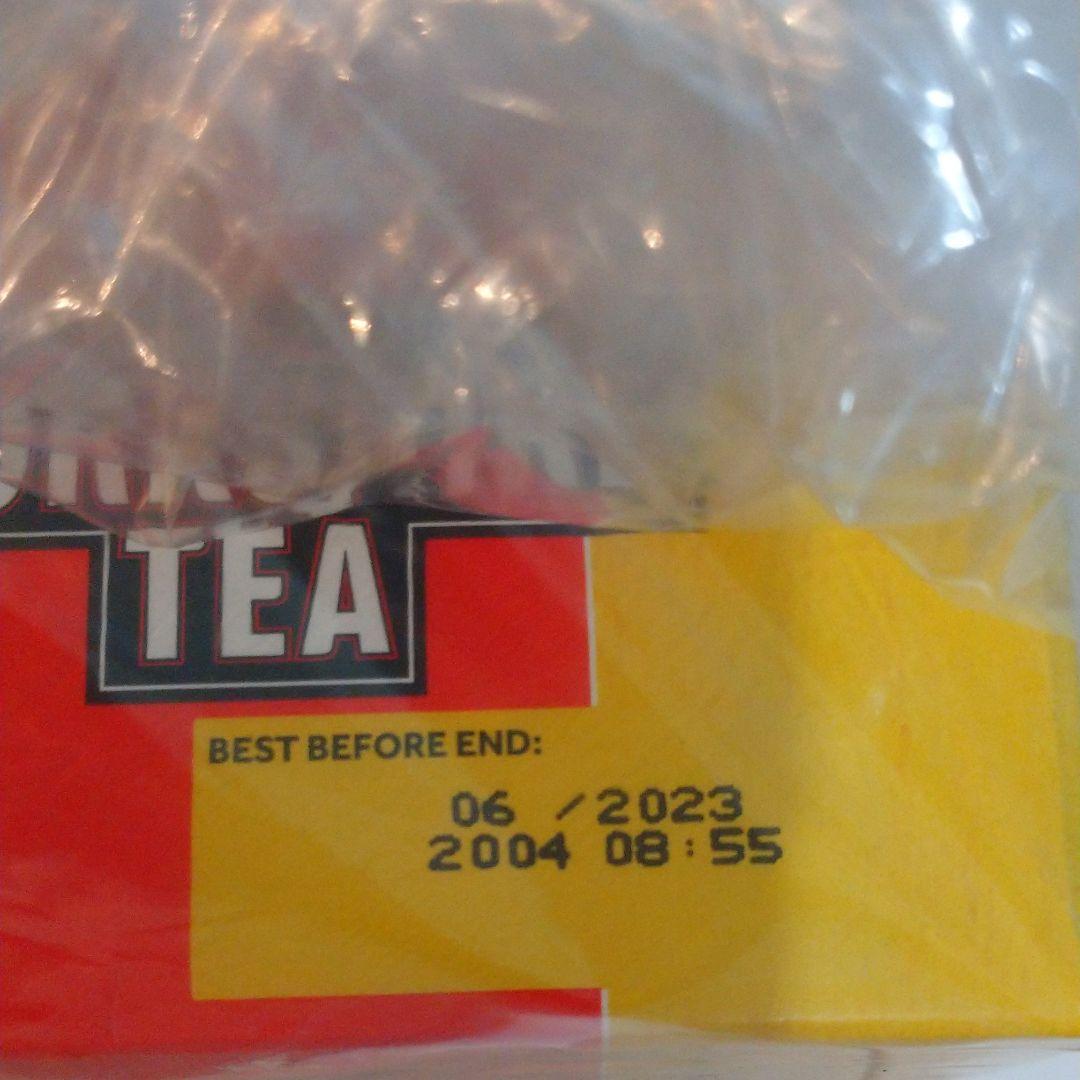 TEA
BEST BEFORE END:
06 /2023
2004 08:55